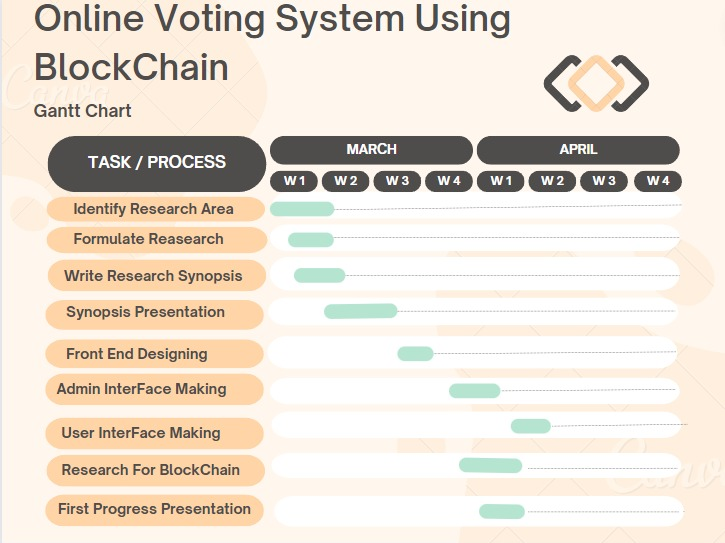 Online Voting System Using
BlockChain
Gantt Chart
TASK / PROCESS
MARCH
APRIL
W 1 W 2 W 3 W 4 W 1 W 2 W 3 W 4
Identify Research Area
Formulate Reasearch
Write Research Synopsis
Synopsis Presentation
Front End Designing
Admin InterFace Making
User InterFace Making
Research For BlockChain
First Progress Presentation
Canva
Canv